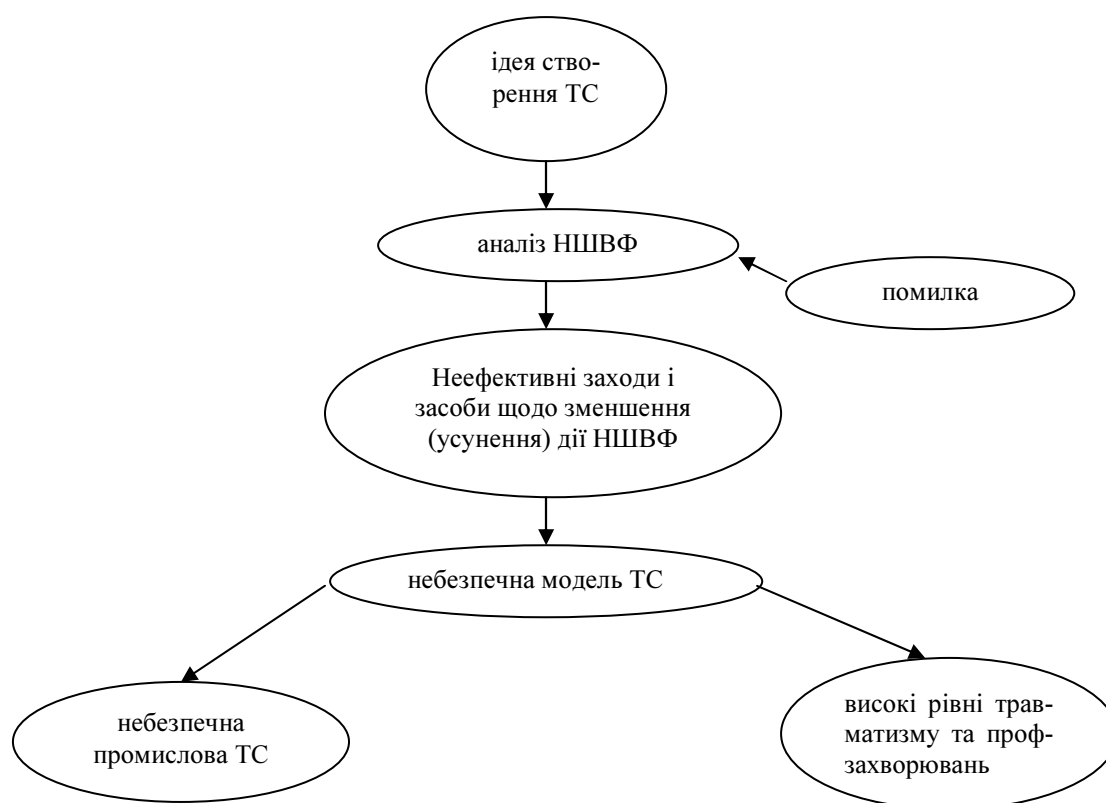 ідея ство-
рення ТС
аналіз НШВФ
помилка
Неефективні заходи і
засоби щодо зменшення
(усунення) дії НШВФ
небезпечна модель ТС
небезпечна
промислова ТС
високі рівні трав-
матизму та проф-
захворювань